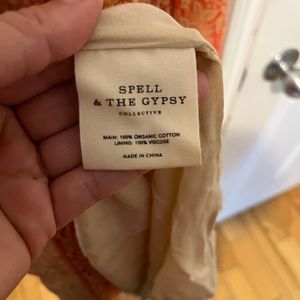 SPELL
& THE GYPSY
COLLECTIVE
MAIN: 100% ORGANIC COTTON
LINING: 100% VISCOSE
MADE IN CHINA